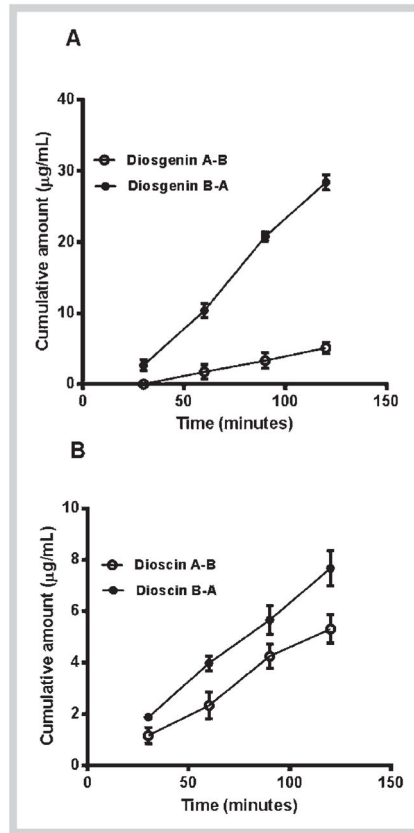 A
40
30
20
10
0
Cumulative amount (µg/mL)
Diosgenin A-B
Diosgenin B-A
0 50 100 150
Time (minutes)
B
10
8
6
4
2
0
Cumulative amount (µg/mL)
Dioscin A-B
Dioscin B-A
0 50 100 150
Time (minutes)